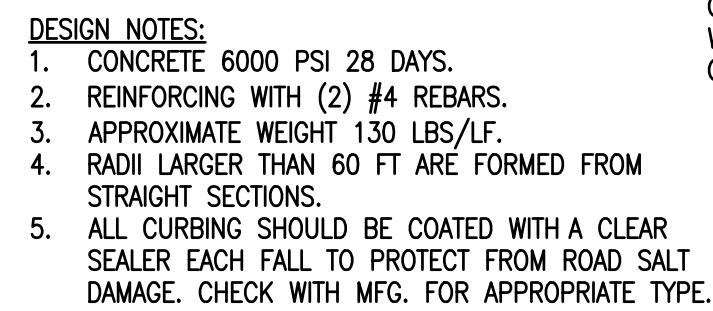 DESIGN NOTES:
1. CONCRETE 6000 PSI 28 DAYS.
2. REINFORCING WITH (2) #4 REBARS.
3. APPROXIMATE WEIGHT 130 LBS/LF.
4. RADII LARGER THAN 60 FT ARE FORMED FROM
STRAIGHT SECTIONS.
5. ALL CURBING SHOULD BE COATED WITH A CLEAR
SEALER EACH FALL TO PROTECT FROM ROAD SALT
DAMAGE. CHECK WITH MFG. FOR APPROPRIATE TYPE.